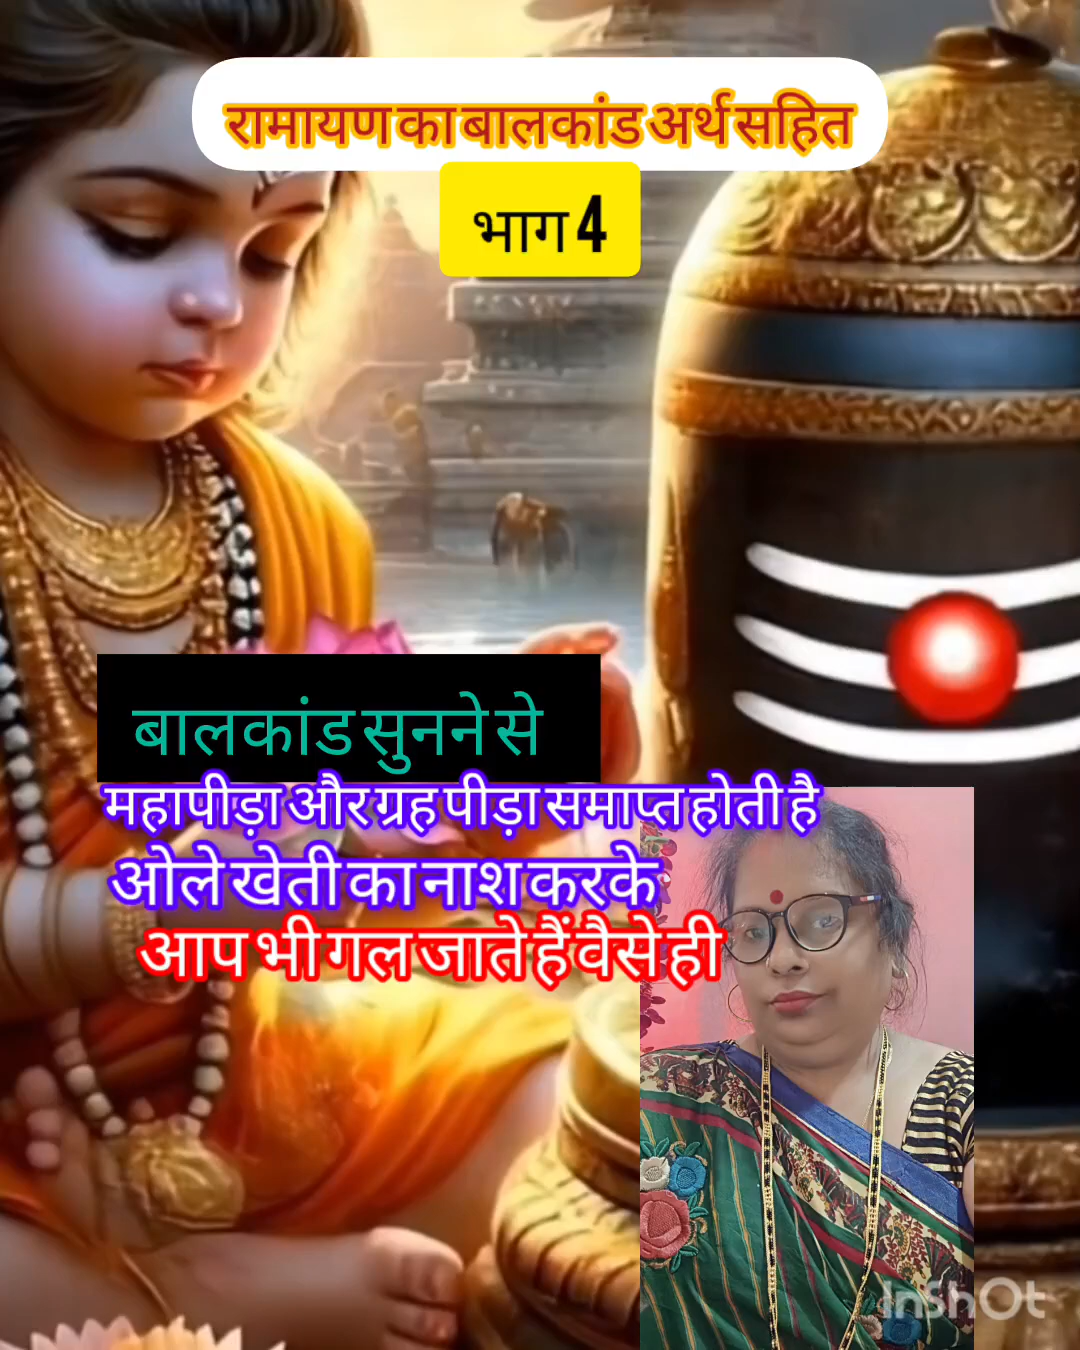 रामायण का बालकांड अर्थ सहित
भाग 4
बालकांड सुनने से
महापीड़ा और ग्रह पीड़ा समाप्त होती है
ओले खेती का नाश करके
आप भी गल जाते हैं वैसे ही
InShOt